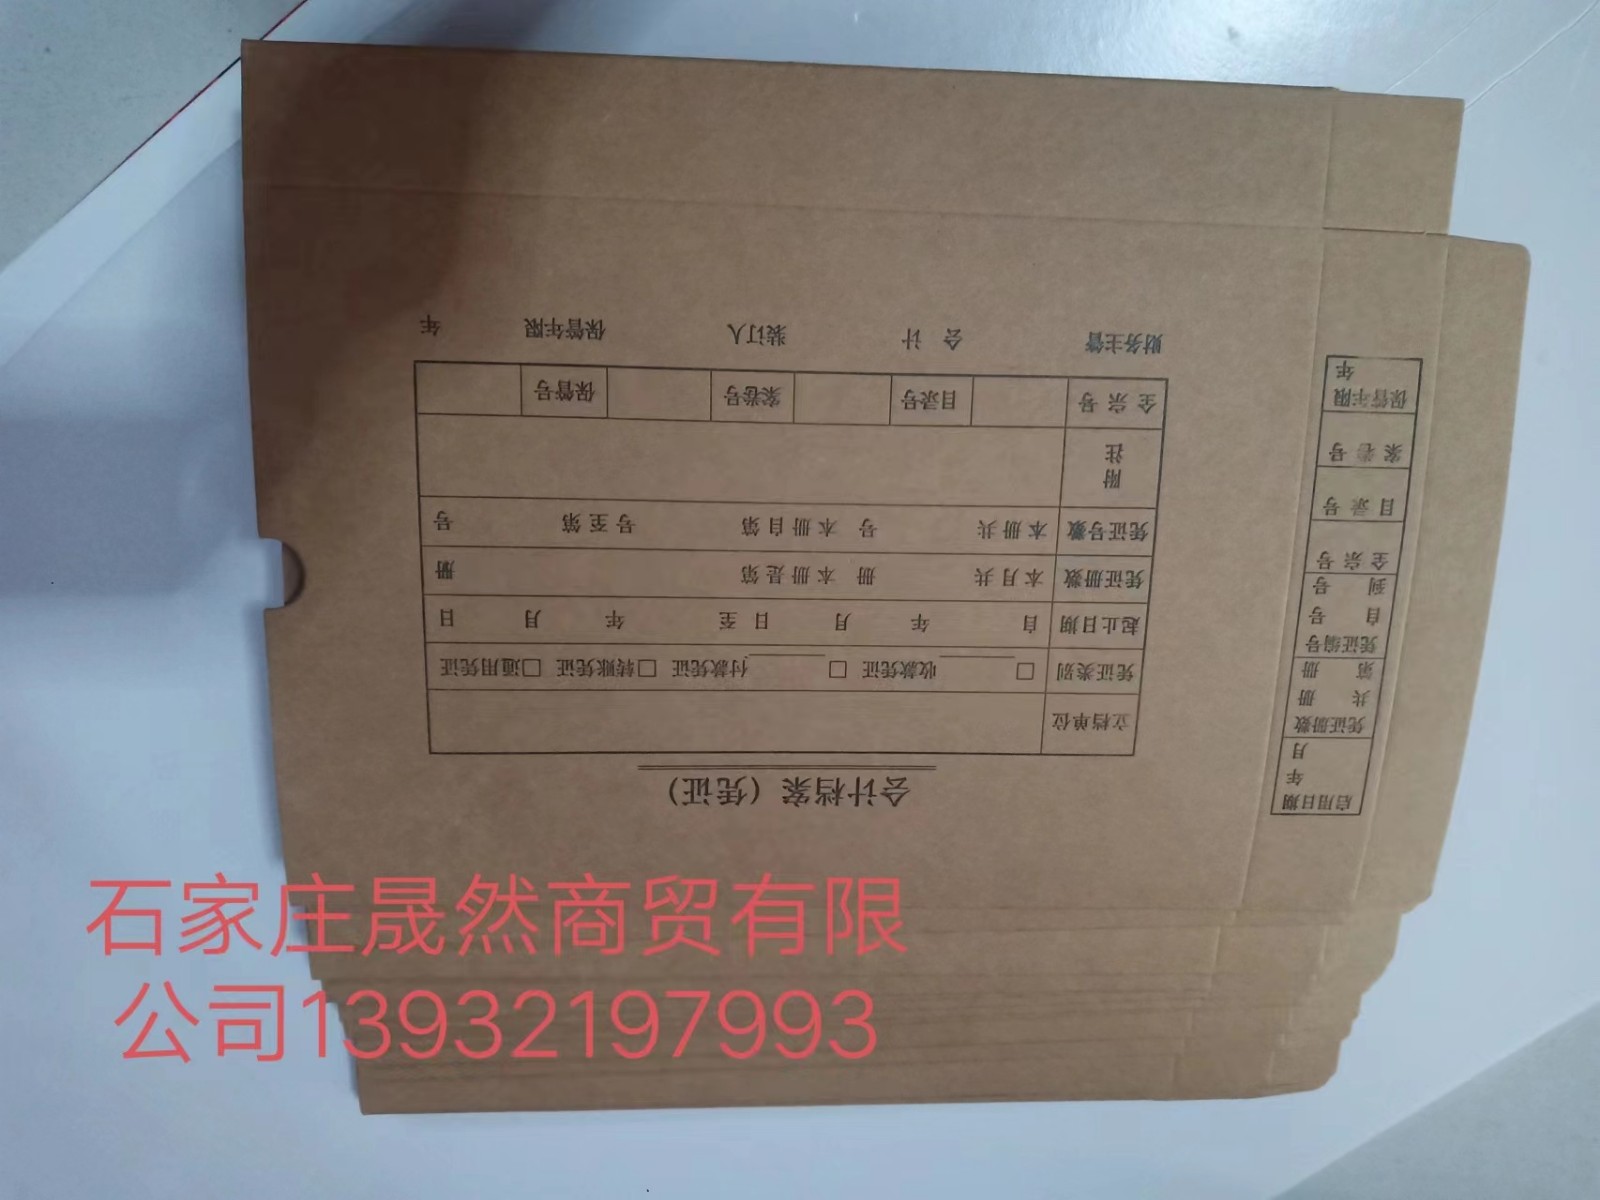 会计档案（凭证）
立档单位
凭证类别 □ 收款凭证 □ 付款凭证 □转账凭证 □通用凭证
起止日期 自 年 月 日 至 年 月 日
凭证册数 本月共 册 本册是第 册
凭证号数 本册共 号 本册自第 号至第 号
附
注
全宗号 目录号 案卷号 保管号
财务主管 会 计 装订人 保管年限 年
启用日期
年
月
凭证册数
共 册
第 册
凭证编号
自 号
到 号
全宗号
目录号
案卷号
保管年限
年
石家庄晟然商贸有限
公司13932197993